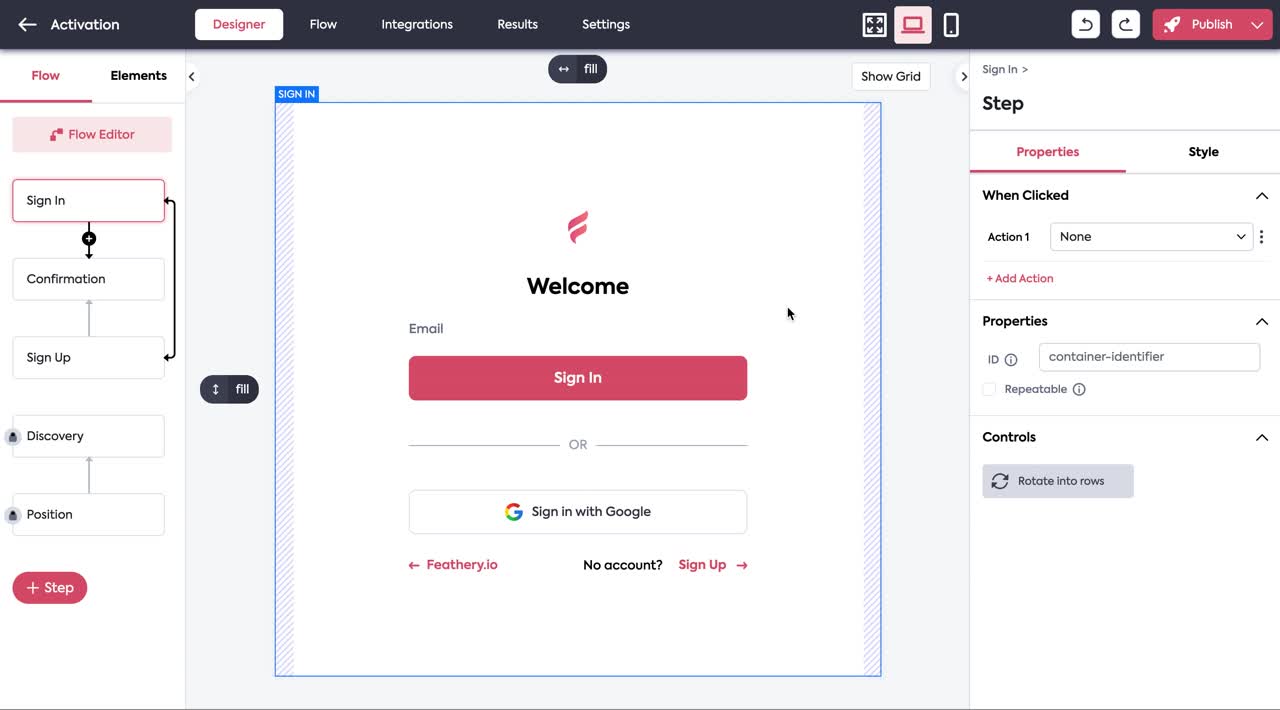 Activation
Designer
Flow
Integrations
Results
Settings
Publish
Flow
Elements
Flow Editor
Sign In
Confirmation
Sign Up
Discovery
Position
+ Step
fill
Show Grid
SIGN IN
fill
Welcome
Email
Sign In
OR
Sign in with Google
← Feathery.io
No account? Sign Up →
Sign In >
Step
Properties
Style
When Clicked
Action 1
None
+ Add Action
Properties
ID
container-identifier
Repeatable
Controls
Rotate into rows